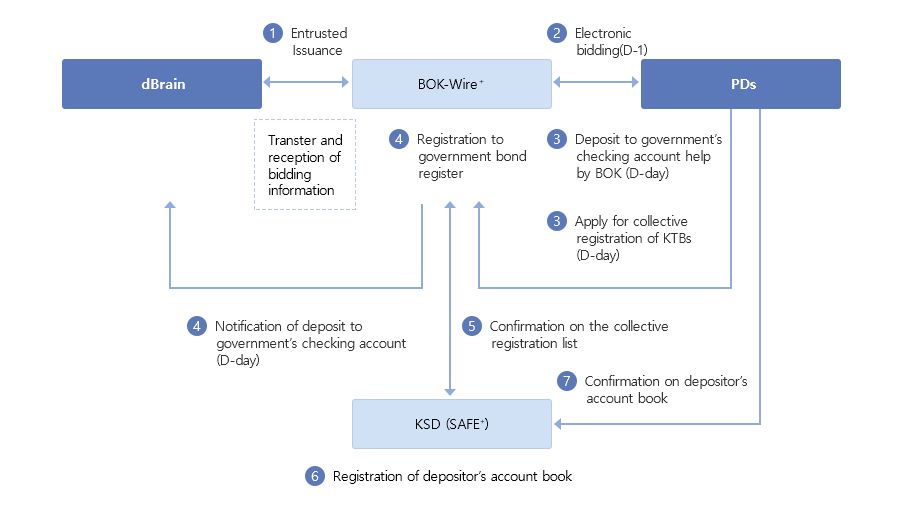 1 Entrusted
Issuance
2 Electronic
bidding(D-1)
dBrain
BOK-Wire+
PDs
Transter and
reception of
bidding
information
4 Registration to
government bond
register
3 Deposit to government's
checking account help
by BOK (D-day)
3 Apply for collective
registration of KTBs
(D-day)
4 Notification of deposit to
government's checking account
(D-day)
5 Confirmation on the collective
registration list
7 Confirmation on depositor's
account book
KSD (SAFE+)
6 Registration of depositor's account book